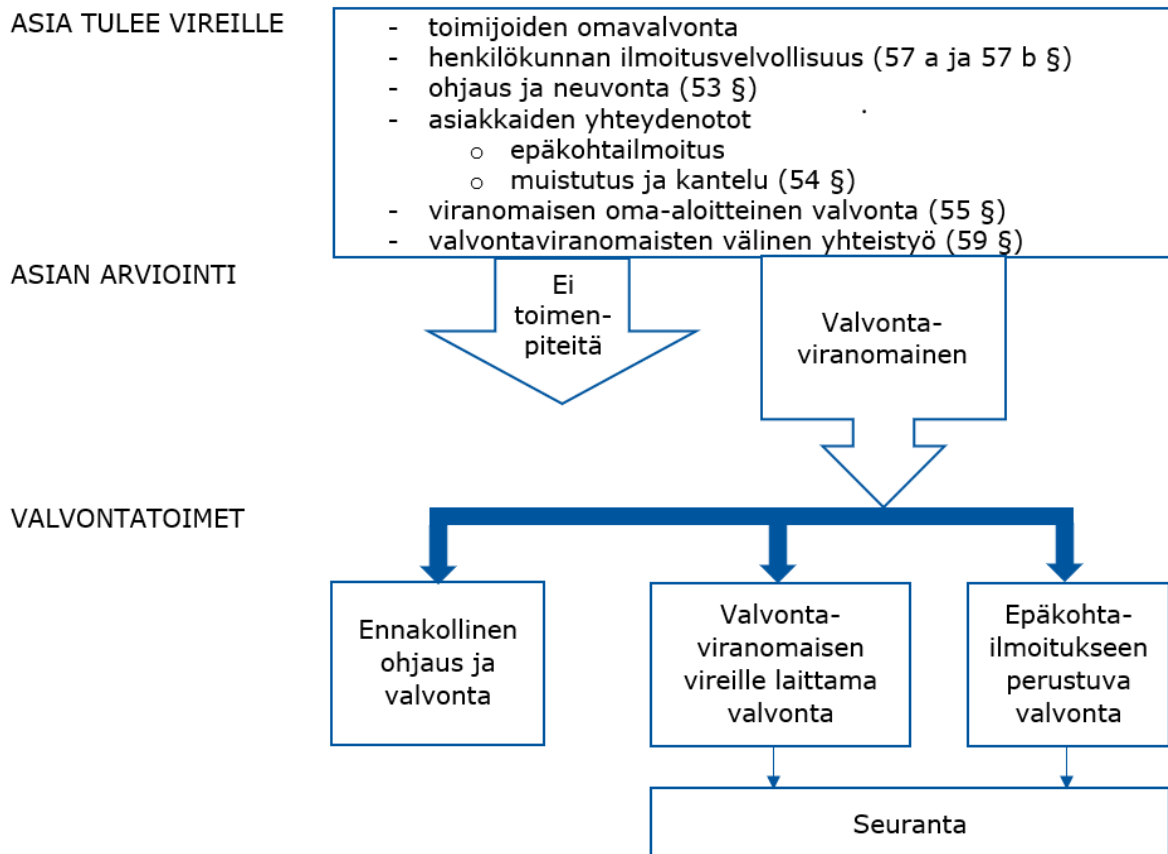 ASIA TULEE VIREILLE
- toimijoiden omavalvonta
- henkilökunnan ilmoitusvelvollisuus (57 a ja 57 b §)
- ohjaus ja neuvonta (53 §)
- asiakkaiden yhteydenotot
o epäkohtailmoitus
o muistutus ja kantelu (54 §)
- viranomaisen oma-aloitteinen valvonta (55 §)
- valvontaviranomaisten välinen yhteistyö (59 §)
ASIAN ARVIOINTI
Ei
toimen-
piteitä
Valvonta-
viranomainen
VALVONTATOIMET
Ennakollinen
ohjaus ja
valvonta
Valvonta-
viranomaisen
vireille laittama
valvonta
Epäkohta-
ilmoitukseen
perustuva
valvonta
Seuranta